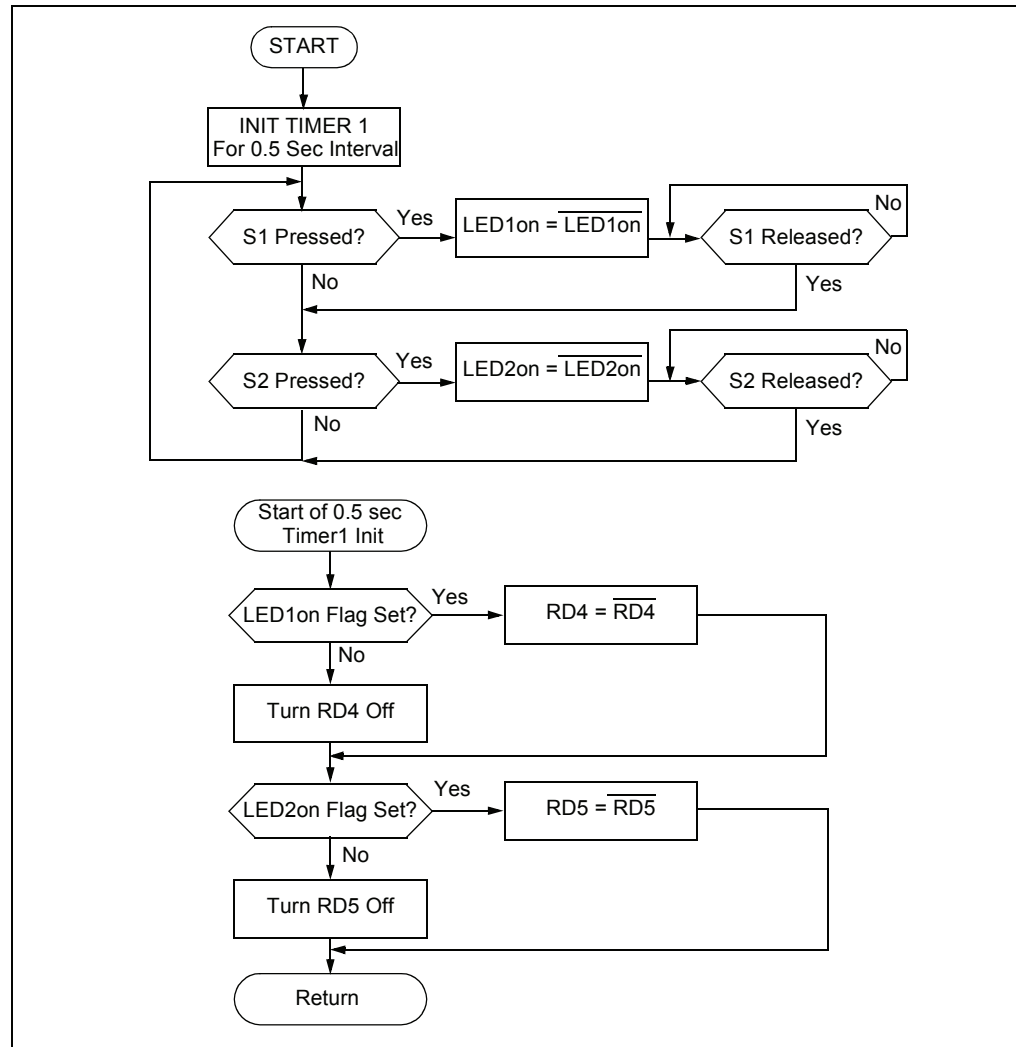 START
INIT TIMER 1
For 0.5 Sec Interval
S1 Pressed?
Yes
LED1on = LED1on
S1 Released?
No
No
Yes
S2 Pressed?
Yes
LED2on = LED2on
S2 Released?
No
No
Yes
Start of 0.5 sec
Timer1 Init
LED1on Flag Set?
Yes
RD4 = RD4
No
Turn RD4 Off
LED2on Flag Set?
Yes
RD5 = RD5
No
Turn RD5 Off
Return